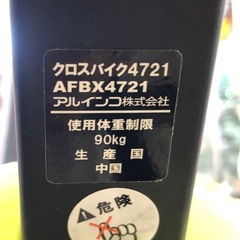 クロスバイク4721
AFBX4721
アルインコ株式会社
使用体重制限
90kg
生産国
中国
危険